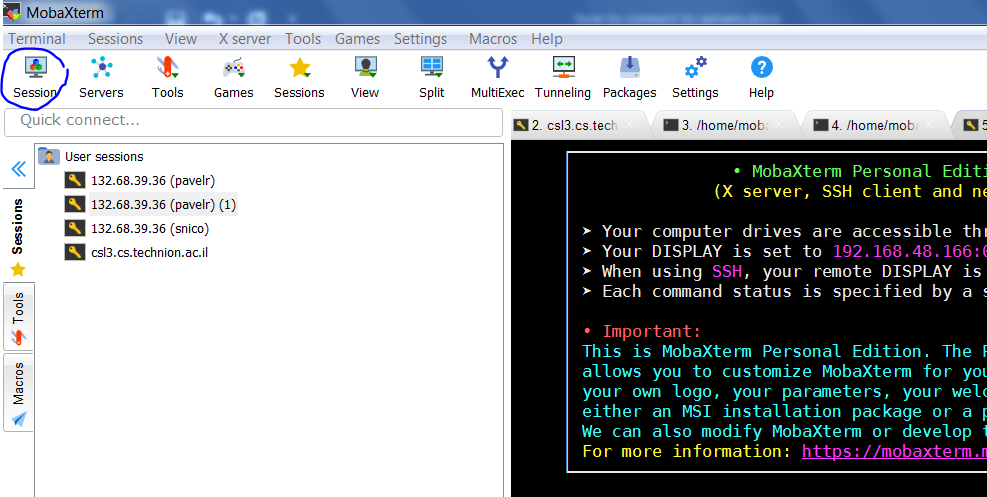 MobaXterm
Terminal Sessions View X server Tools Games Settings Macros Help
Session Servers Tools Games Sessions View Split MultiExec Tunneling Packages Settings Help
Quick connect...
2. csl3.cs.tech 3. /home/moba 4. /home/moba 5
User sessions
132.68.39.36 (pavelr)
132.68.39.36 (pavelr) (1)
132.68.39.36 (snico)
csl3.cs.technion.ac.il
Sessions
Tools
Macros
• MobaXterm Personal Editi
(X server, SSH client and ne
➤ Your computer drives are accessible thr
➤ Your DISPLAY is set to 192.168.48.166:0
➤ When using SSH, your remote DISPLAY is
➤ Each command status is specified by a s
• Important:
This is MobaXterm Personal Edition. The P
allows you to customize MobaXterm for you
your own logo, your parameters, your welc
either an MSI installation package or a p
We can also modify MobaXterm or develop t
For more information: https://mobaxterm.m